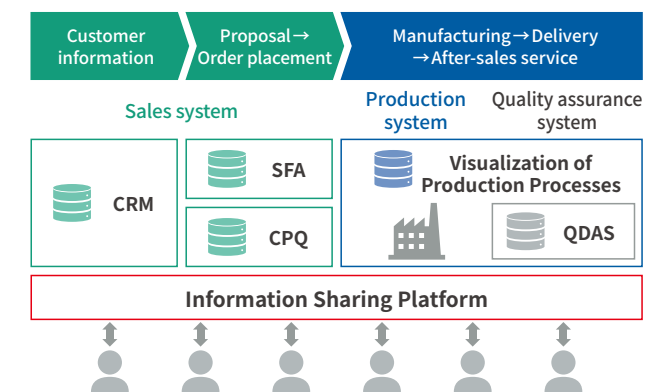 Customer
information
Proposal→
Order placement
Manufacturing→Delivery
→After-sales service
Sales system
Production
system
Quality assurance
system
CRM
SFA
CPQ
Visualization of
Production Processes
QDAS
Information Sharing Platform